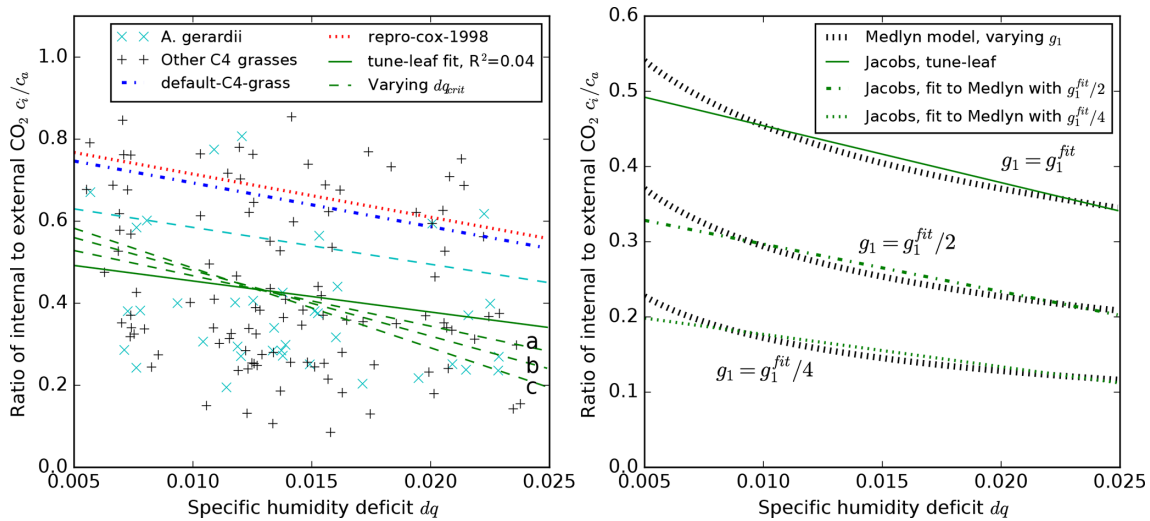 Ratio of internal to external CO₂ cᵢ/cₐ
1.0
0.8
0.6
0.4
0.2
0.0
A. gerardii
Other C4 grasses
default-C4-grass
repro-cox-1998
tune-leaf fit, R²=0.04
Varying dq_crit
a
b
c
0.005
0.010
0.015
0.020
0.025
Specific humidity deficit dq
Ratio of internal to external CO₂ cᵢ/cₐ
0.6
0.5
0.4
0.3
0.2
0.1
0.0
Medlyn model, varying g₁
Jacobs, tune-leaf
Jacobs, fit to Medlyn with g₁^fit/2
Jacobs, fit to Medlyn with g₁^fit/4
g₁ = g₁^fit
g₁ = g₁^fit/2
g₁ = g₁^fit/4
0.005
0.010
0.015
0.020
0.025
Specific humidity deficit dq